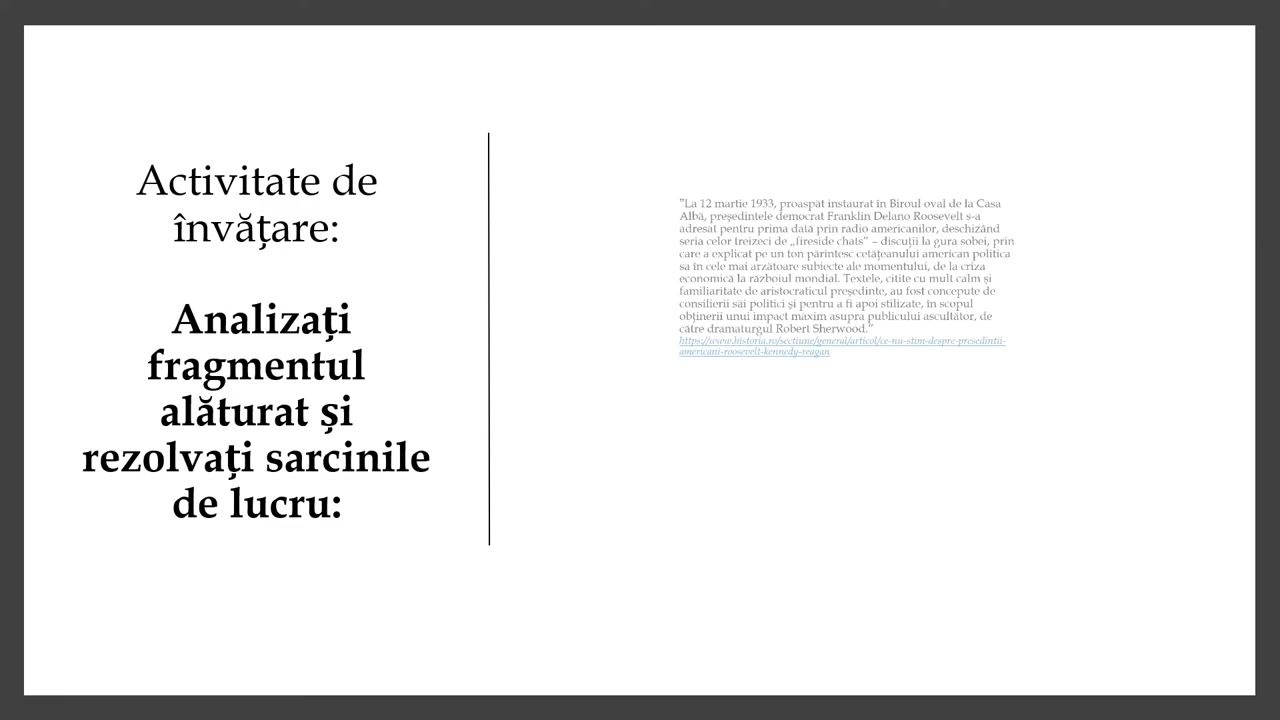 Activitate de
învățare:
Analizați
fragmentul
alăturat și
rezolvați sarcinile
de lucru:
"La 12 martie 1933, proaspăt instaurat în Biroul oval de la Casa
Albă, președintele democrat Franklin Delano Roosevelt s-a
adresat pentru prima dată prin radio americanilor, deschizând
seria celor treizeci de „fireside chats” – discuții la gura sobei, prin
care a explicat pe un ton părintesc cetățeanului american politica
sa în cele mai arzătoare subiecte ale momentului, de la criza
economică la războiul mondial. Textele, citite cu mult calm și
familiaritate de aristocraticul președinte, au fost concepute de
consilierii săi politici și pentru a fi apoi stilizate, în scopul
obținerii unui impact maxim asupra publicului ascultător, de
către dramaturgul Robert Sherwood.”
https://www.historia.ro/sectiune/general/articol/ce-nu-stim-despre-presedintii-
americani-roosevelt-kennedy-reagan